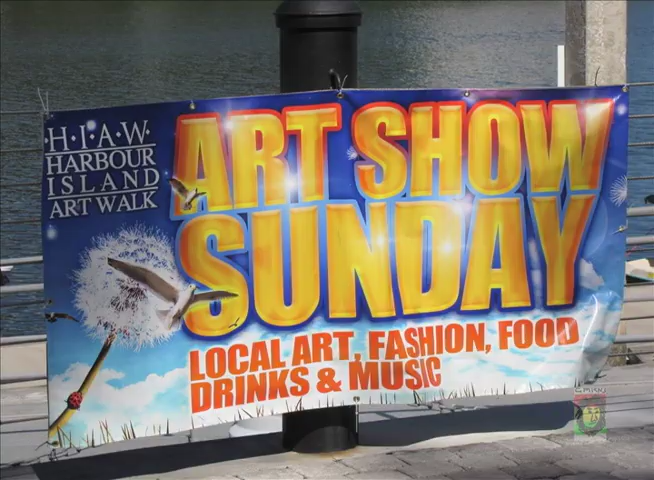 H·I·A·W·
HARBOUR
ISLAND
ART WALK
ART SHOW
SUNDAY
LOCAL ART, FASHION, FOOD
DRINKS & MUSIC